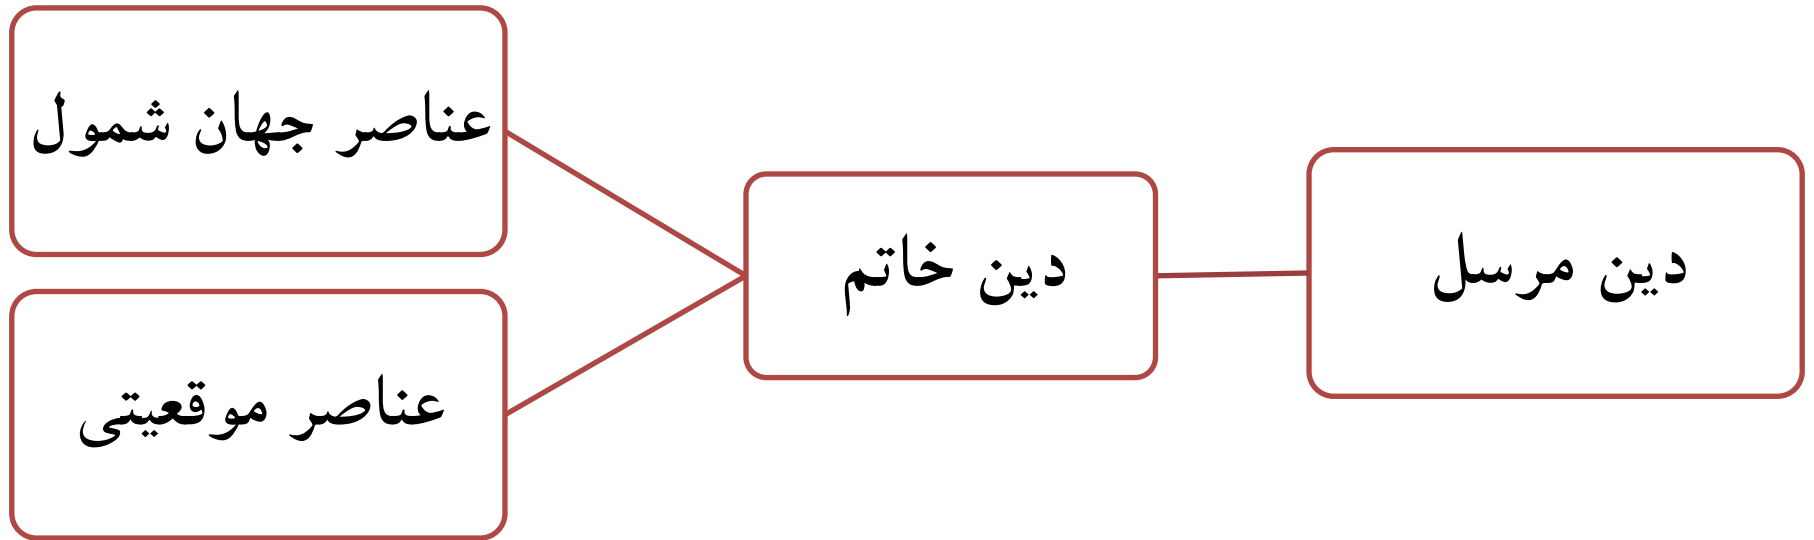 دین مرسل
دین خاتم
عناصر جهان شمول
عناصر موقعیتی